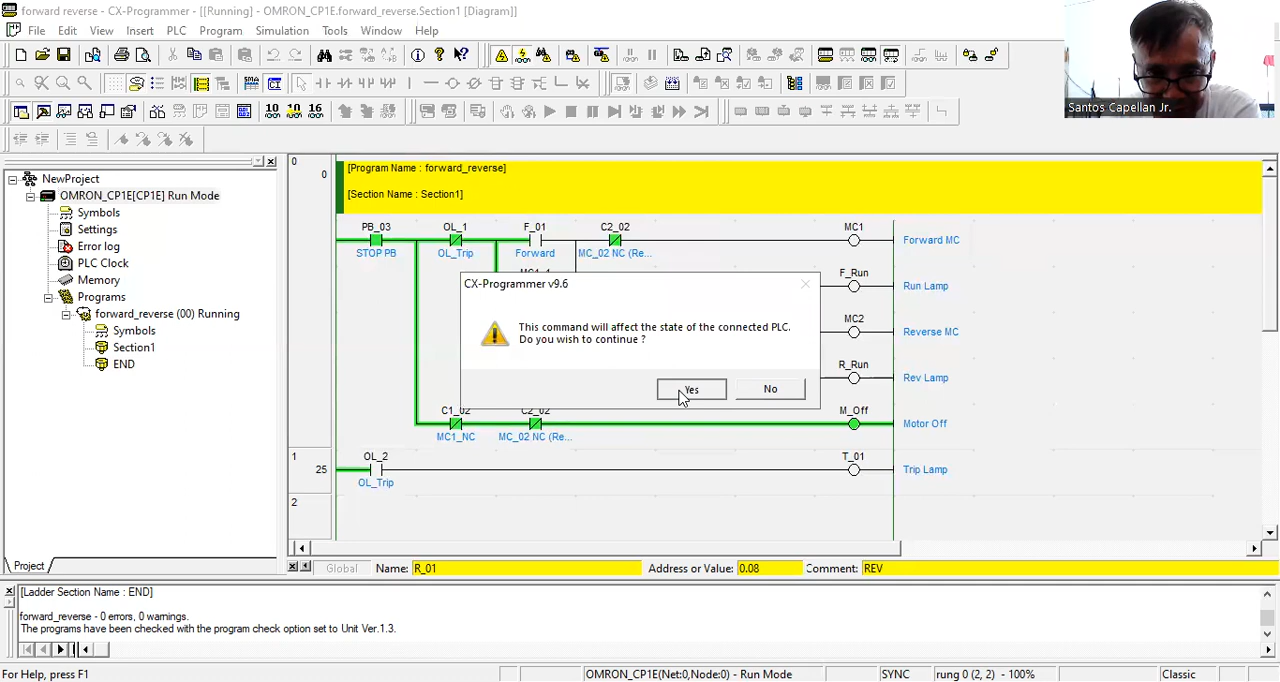 forward reverse - CX-Programmer - [[Running] - OMRON_CP1E.forward_reverse.Section1 [Diagram]]
File Edit View Insert PLC Program Simulation Tools Window Help
Santos Capellan Jr.
NewProject
OMRON_CP1E[CP1E] Run Mode
Symbols
Settings
Error log
PLC Clock
Memory
Programs
forward_reverse (00) Running
Symbols
Section1
END
Project
0
0
[Program Name : forward_reverse]
[Section Name : Section1]
PB_03 OL_1 F_01 C2_02 MC1
Forward MC
STOP PB OL_Trip Forward MC_02 NC (Re...
F_Run
Run Lamp
MC2
Reverse MC
R_Run
Rev Lamp
C1_02 C2_02 M_Off
Motor Off
MC1_NC MC_02 NC (Re...
1
25
OL_2 T_01
Trip Lamp
OL_Trip
2
CX-Programmer v9.6
This command will affect the state of the connected PLC.
Do you wish to continue ?
Yes No
Global Name: R_01 Address or Value: 0.08 Comment: REV
[Ladder Section Name : END]
forward_reverse - 0 errors, 0 warnings.
The programs have been checked with the program check option set to Unit Ver.1.3.
For Help, press F1 OMRON_CP1E(Net:0,Node:0) - Run Mode SYNC rung 0 (2, 2) - 100% Classic